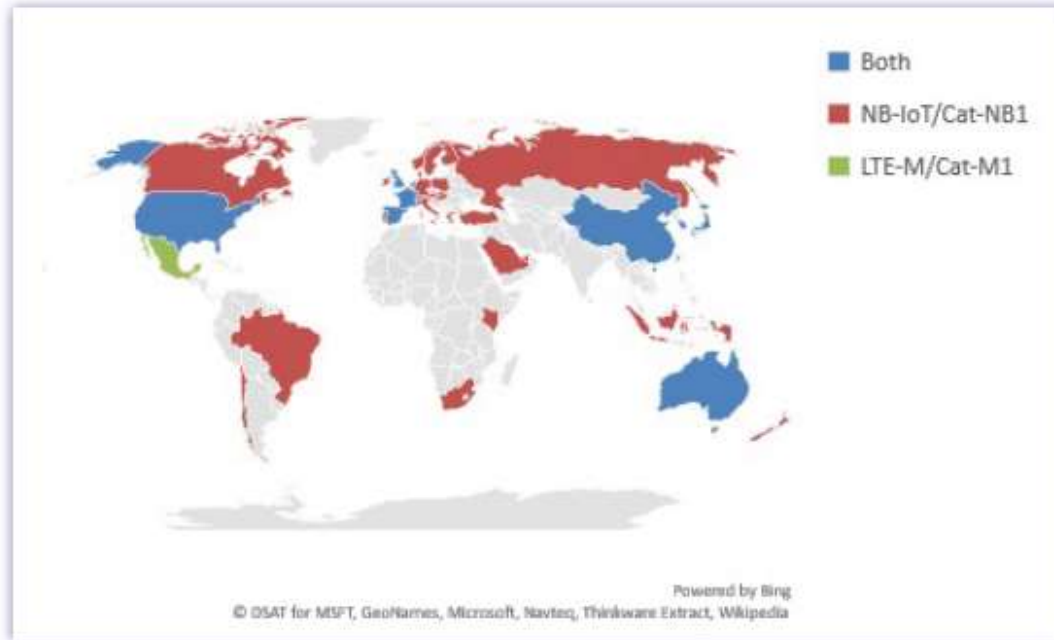 Both
NB-IoT/Cat-NB1
LTE-M/Cat-M1
Powered by Bing
© DSAT for MSFT, GeoNames, Microsoft, Navteq, Thinkware Extract, Wikipedia